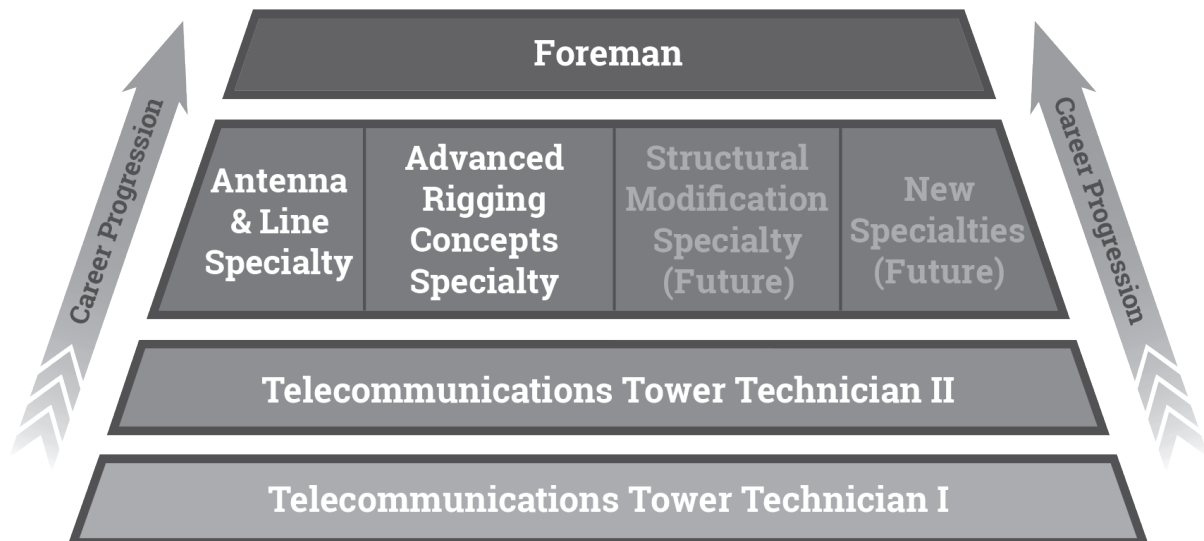 Foreman
Career Progression
Antenna
& Line
Specialty
Advanced
Rigging
Concepts
Specialty
Structural
Modification
Specialty
(Future)
New
Specialties
(Future)
Career Progression
Telecommunications Tower Technician II
Telecommunications Tower Technician I